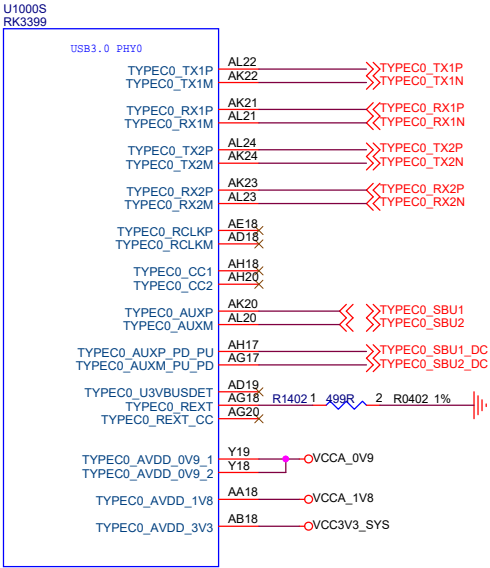 U1000S
RK3399
USB3.0 PHY0
TYPEC0_TX1P AL22 TYPEC0_TX1P
TYPEC0_TX1M AK22 TYPEC0_TX1N
TYPEC0_RX1P AK21 TYPEC0_RX1P
TYPEC0_RX1M AL21 TYPEC0_RX1N
TYPEC0_TX2P AL24 TYPEC0_TX2P
TYPEC0_TX2M AK24 TYPEC0_TX2N
TYPEC0_RX2P AK23 TYPEC0_RX2P
TYPEC0_RX2M AL23 TYPEC0_RX2N
TYPEC0_RCLKP AE18
TYPEC0_RCLKM AD18
TYPEC0_CC1 AH18
TYPEC0_CC2 AH20
TYPEC0_AUXP AK20 TYPEC0_SBU1
TYPEC0_AUXM AL20 TYPEC0_SBU2
TYPEC0_AUXP_PD_PU AH17 TYPEC0_SBU1_DC
TYPEC0_AUXM_PU_PD AG17 TYPEC0_SBU2_DC
TYPEC0_U3VBUSDET AD19
TYPEC0_REXT AG18 R1402 1 499R 2 R0402 1%
TYPEC0_REXT_CC AG20
TYPEC0_AVDD_0V9_1 Y19 VCCA_0V9
TYPEC0_AVDD_0V9_2 Y18
TYPEC0_AVDD_1V8 AA18 VCCA_1V8
TYPEC0_AVDD_3V3 AB18 VCC3V3_SYS